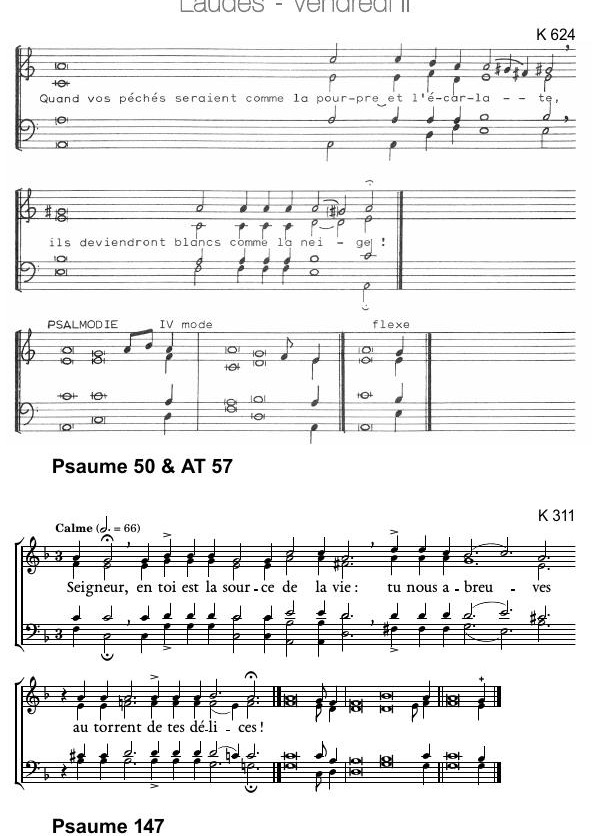 Laudes - Vendredi II
K 624
Quand vos péchés seraient comme la pour-pre et l'é-car-la - - te,
ils deviendront blancs comme la nei - ge !
PSALMODIE IV mode flexe
Psaume 50 & AT 57
K 311
Calme (𝅗𝅥. = 66)
Seigneur, en toi est la sour - ce de la vie : tu nous a - breu - ves
au torrent de tes dé-li - ces !
Psaume 147